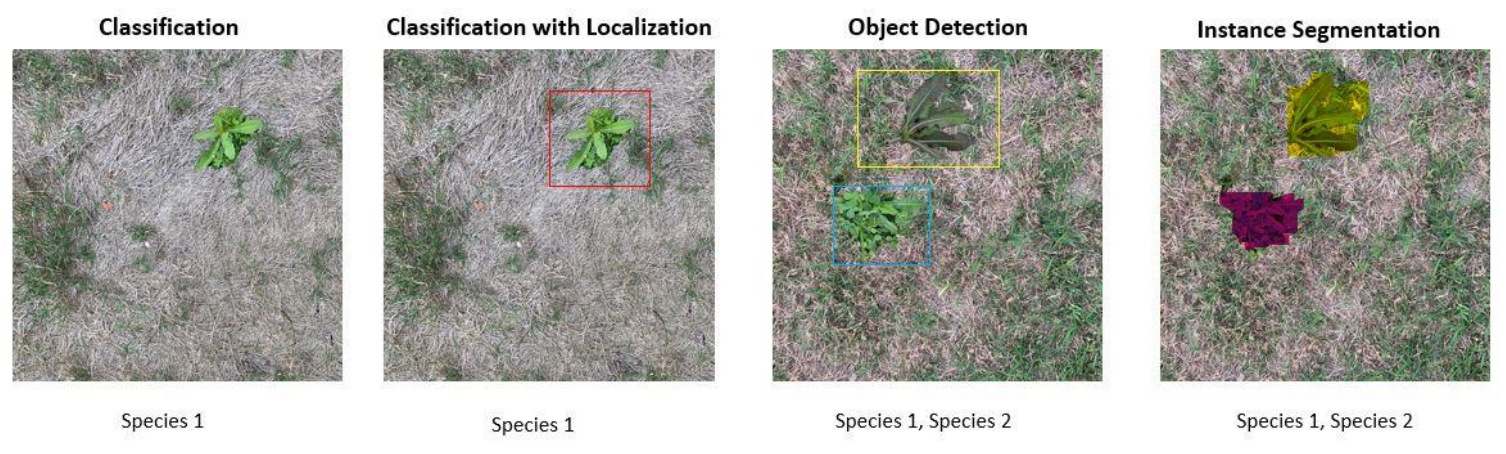 Classification
Classification with Localization
Object Detection
Instance Segmentation
Species 1
Species 1
Species 1, Species 2
Species 1, Species 2